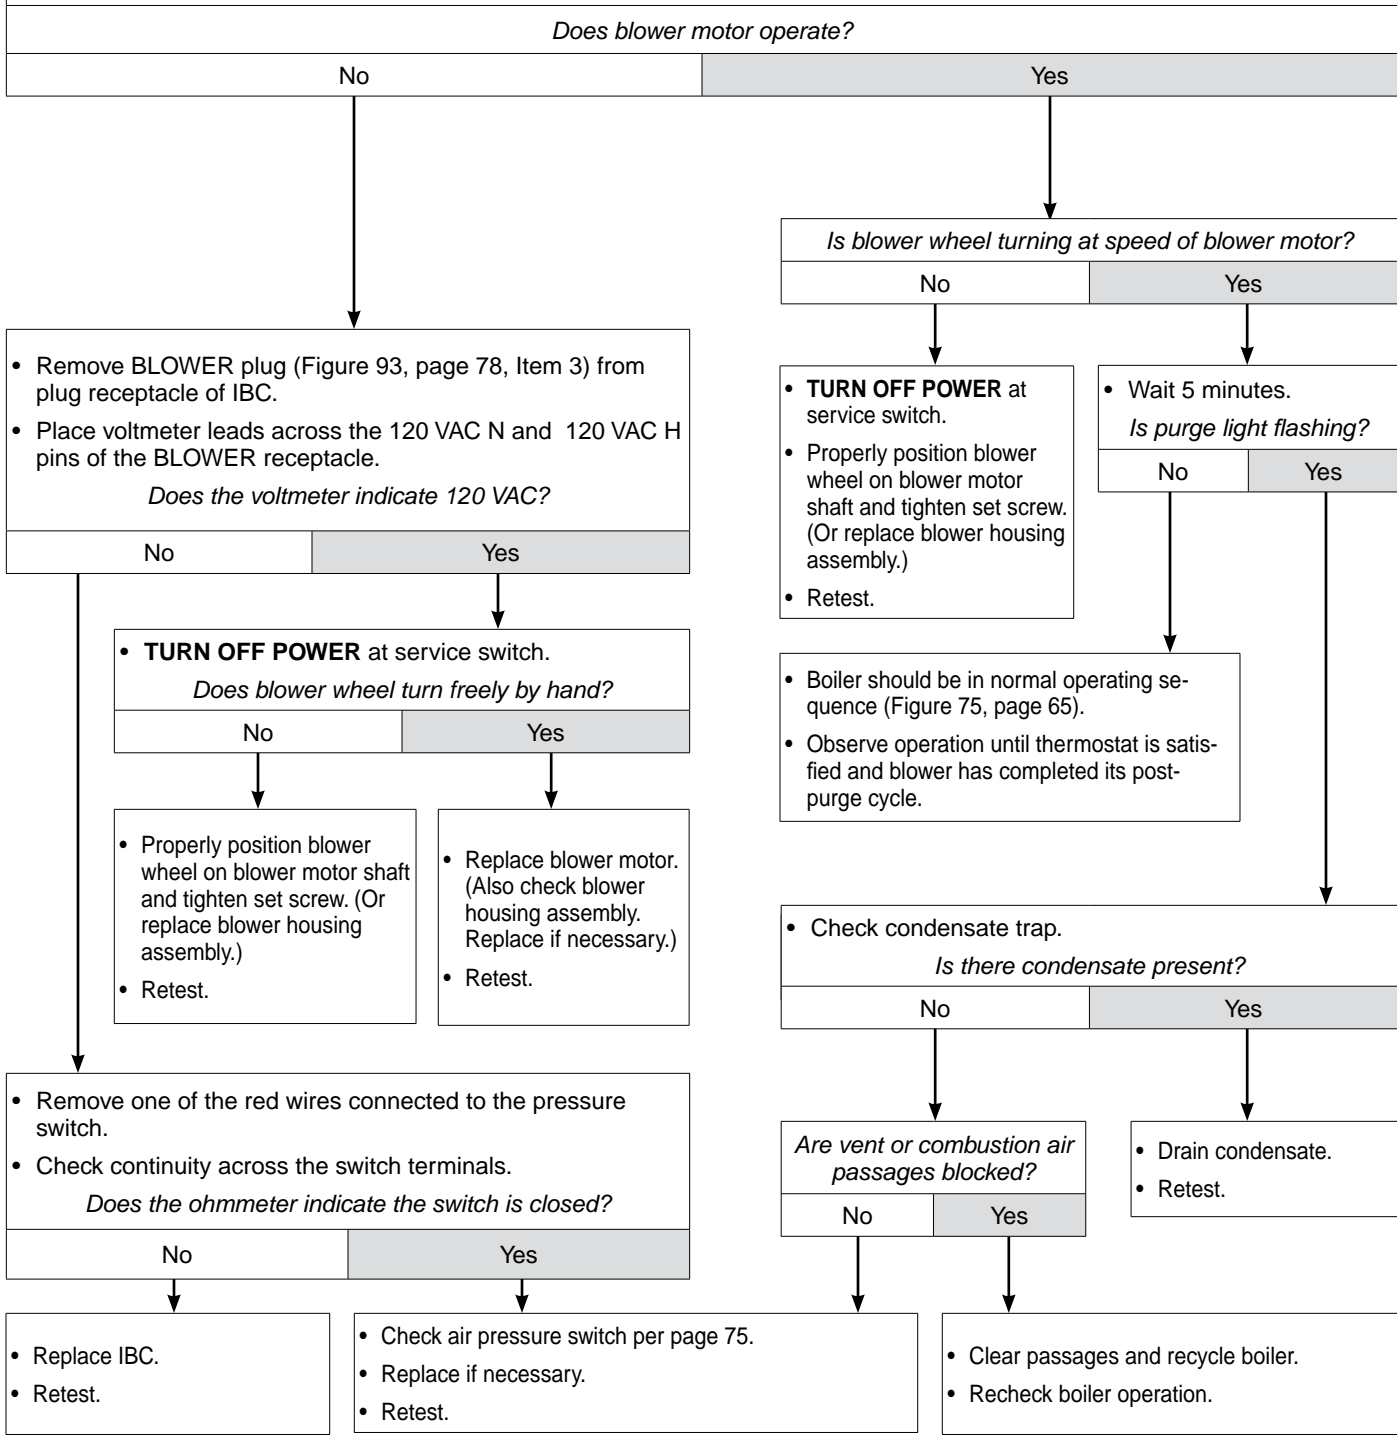 Does blower motor operate?
No
Yes
Is blower wheel turning at speed of blower motor?
No
Yes
• Remove BLOWER plug (Figure 93, page 78, Item 3) from
plug receptacle of IBC.
• Place voltmeter leads across the 120 VAC N and 120 VAC H
pins of the BLOWER receptacle.
Does the voltmeter indicate 120 VAC?
No
Yes
• TURN OFF POWER at
service switch.
• Properly position blower
wheel on blower motor
shaft and tighten set screw.
(Or replace blower housing
assembly.)
• Retest.
• Wait 5 minutes.
Is purge light flashing?
No
Yes
• TURN OFF POWER at service switch.
Does blower wheel turn freely by hand?
No
Yes
• Boiler should be in normal operating se-
quence (Figure 75, page 65).
• Observe operation until thermostat is satis-
fied and blower has completed its post-
purge cycle.
• Properly position blower
wheel on blower motor shaft
and tighten set screw. (Or
replace blower housing
assembly.)
• Retest.
• Replace blower motor.
(Also check blower
housing assembly.
Replace if necessary.)
• Retest.
• Check condensate trap.
Is there condensate present?
No
Yes
• Remove one of the red wires connected to the pressure
switch.
• Check continuity across the switch terminals.
Does the ohmmeter indicate the switch is closed?
No
Yes
Are vent or combustion air
passages blocked?
No
Yes
• Drain condensate.
• Retest.
• Replace IBC.
• Retest.
• Check air pressure switch per page 75.
• Replace if necessary.
• Retest.
• Clear passages and recycle boiler.
• Recheck boiler operation.